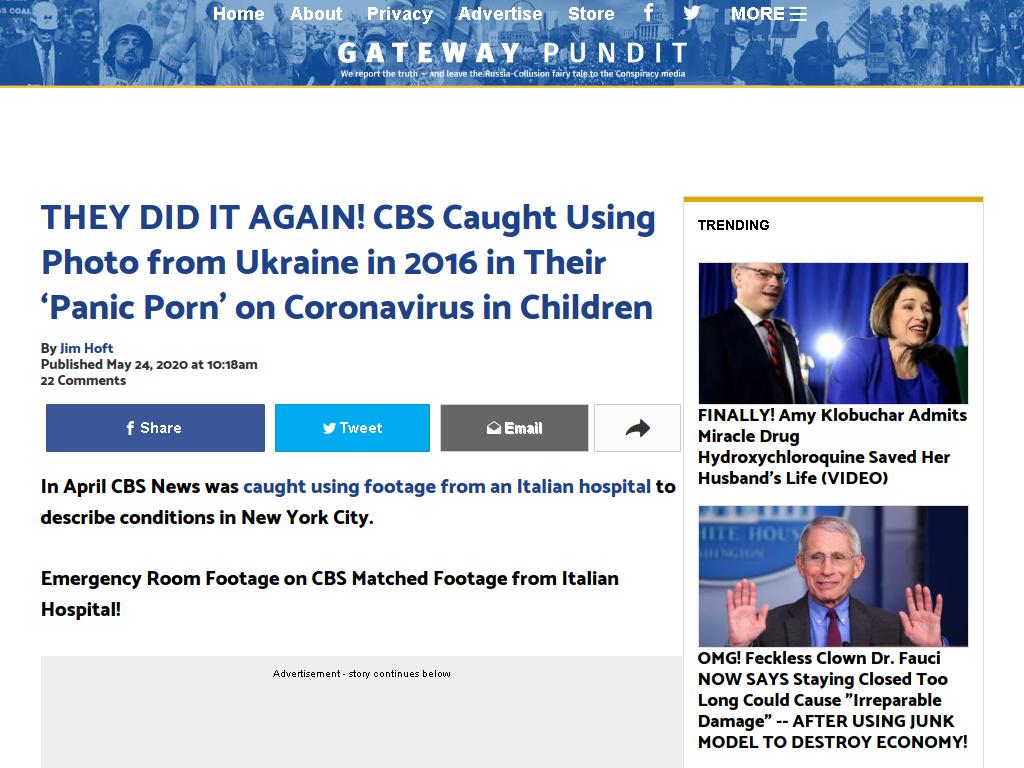 Home About Privacy Advertise Store MORE
GATEWAY PUNDIT
We report the truth — and leave the Russia-Collusion fairy tale to the Conspiracy media
THEY DID IT AGAIN! CBS Caught Using
Photo from Ukraine in 2016 in Their
‘Panic Porn’ on Coronavirus in Children
By Jim Hoft
Published May 24, 2020 at 10:18am
22 Comments
Share Tweet Email
In April CBS News was caught using footage from an Italian hospital to
describe conditions in New York City.
Emergency Room Footage on CBS Matched Footage from Italian
Hospital!
Advertisement - story continues below
TRENDING
FINALLY! Amy Klobuchar Admits
Miracle Drug
Hydroxychloroquine Saved Her
Husband's Life (VIDEO)
OMG! Feckless Clown Dr. Fauci
NOW SAYS Staying Closed Too
Long Could Cause "Irreparable
Damage" -- AFTER USING JUNK
MODEL TO DESTROY ECONOMY!